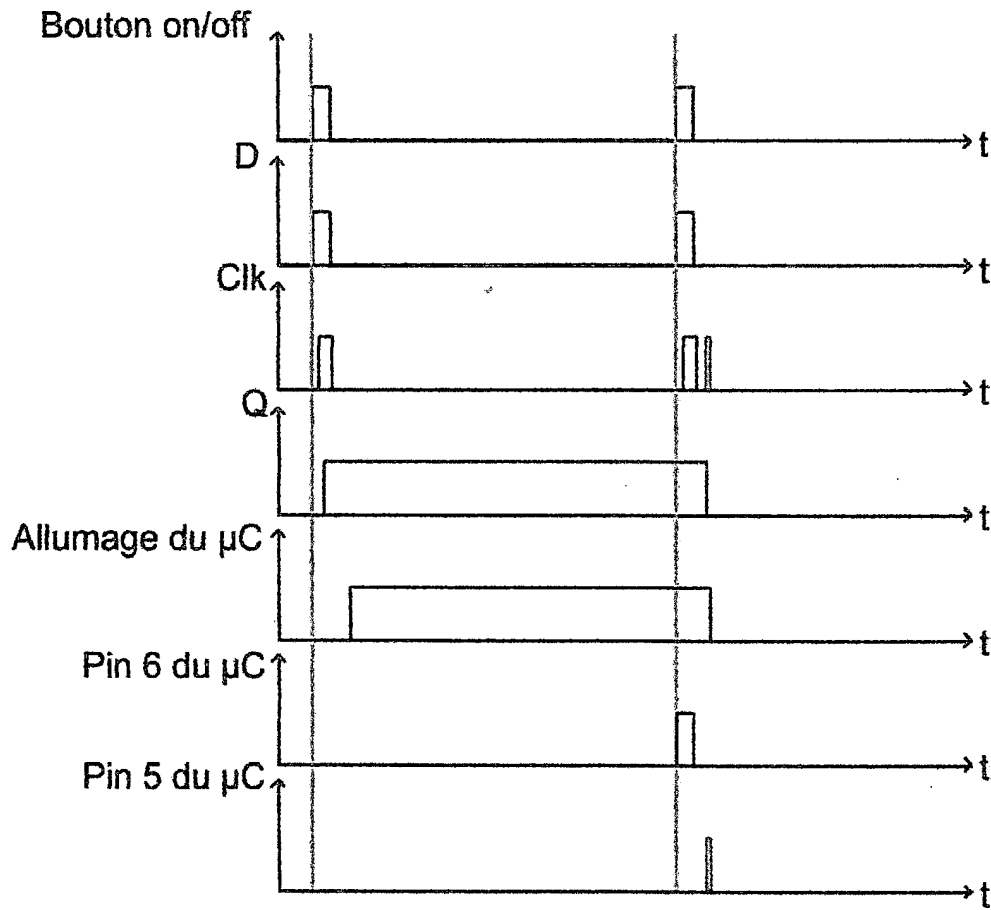 Bouton on/off
t
D
t
Clk
t
Q
t
Allumage du µC
t
Pin 6 du µC
t
Pin 5 du µC
t